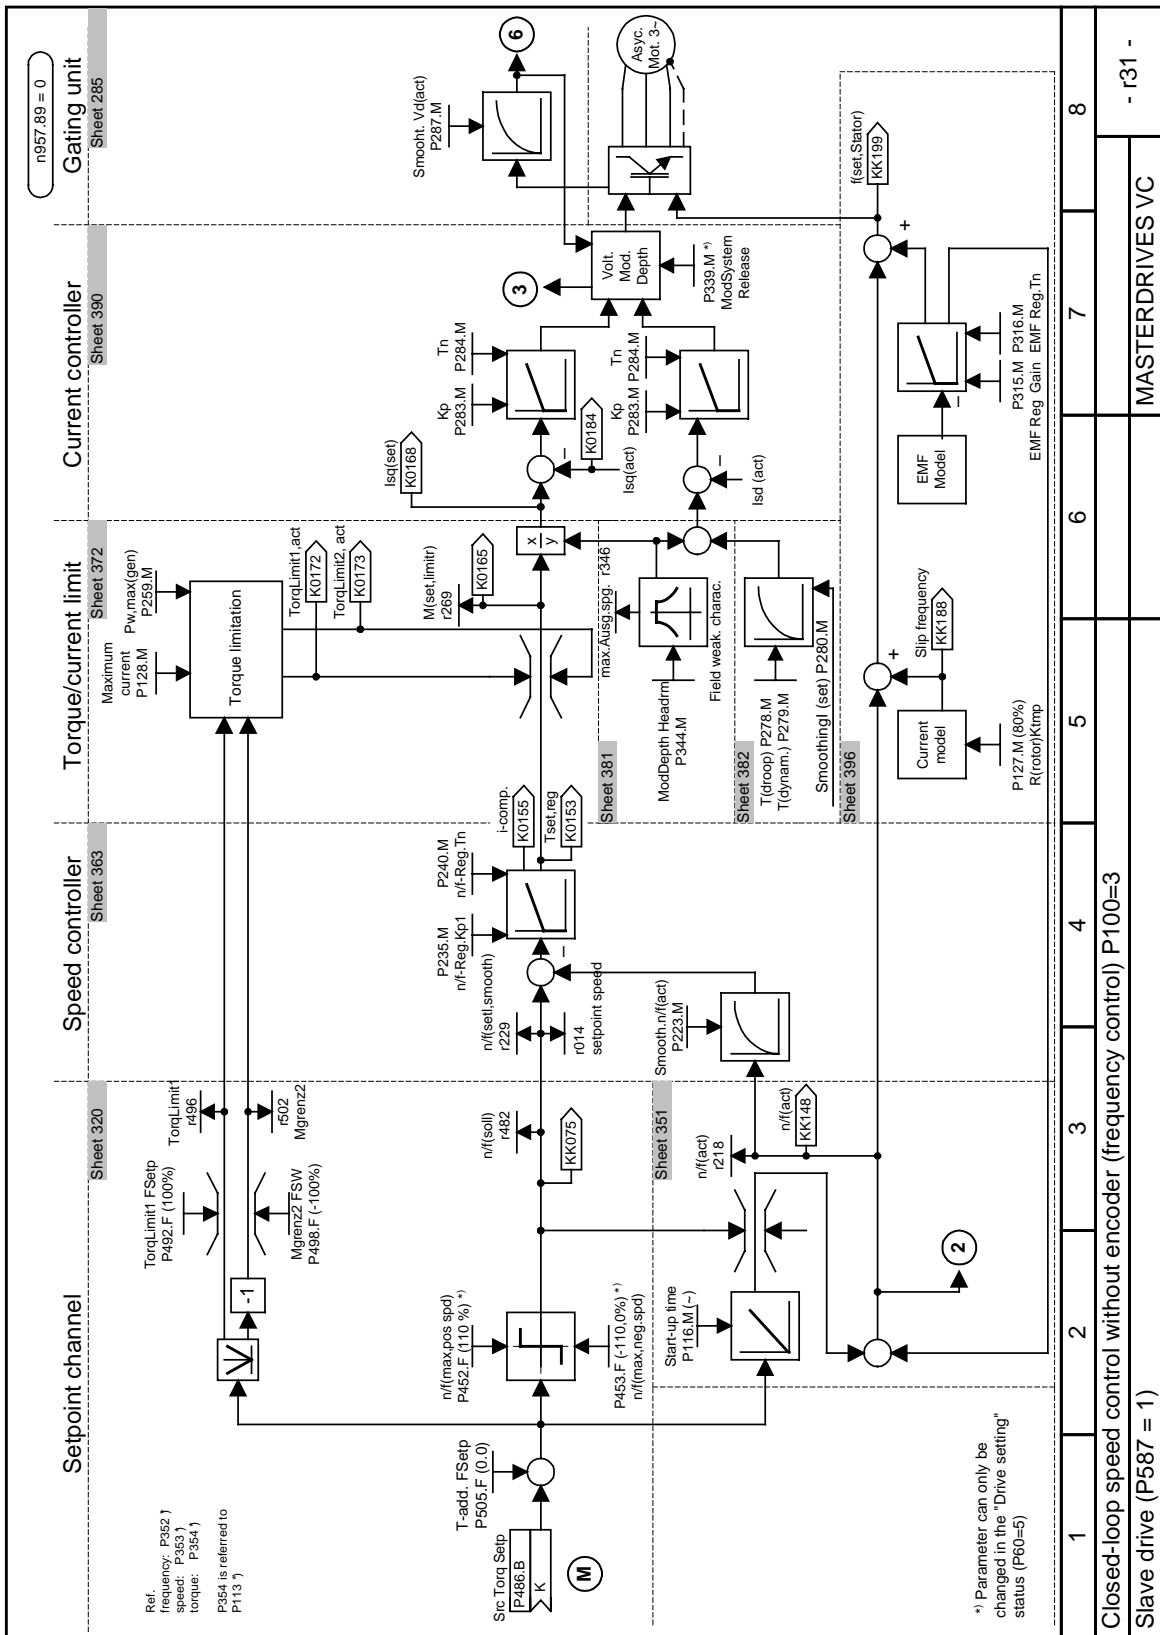 n957.89 = 0
Setpoint channel
Speed controller
Torque/current limit
Current controller
Gating unit
Sheet 320
Sheet 363
Sheet 372
Sheet 390
Sheet 285
Ref.
frequency: P352 *)
speed: P353 *)
torque: P354 *)
P354 is referred to
P113 *)
TorqLimit1 FSetp
P492.F (100%)
Mgrenz2 FSW
P498.F (-100%)
-1
TorqLimit1
r496
r502
Mgrenz2
Maximum
current
P128.M
Pw,max(gen)
P259.M
Torque limitation
TorqLimit1,act
K0172
TorqLimit2, act
K0173
Smooht. Vd(act)
P287.M
6
Asyc.
Mot. 3~
Src Torq Setp
P486.B
K
M
T-add. FSetp
P505.F (0.0)
n/f(max,pos spd)
P452.F (110 %) *)
P453.F (-110,0%) *)
n/f(max,neg.spd)
n/f(soll)
r482
KK075
n/f(setl,smooth)
r229
r014
setpoint speed
P235.M
n/f-Reg.Kp1
P240.M
n/f-Reg.Tn
i-comp.
K0155
Tset,reg
K0153
M(set,limitr)
r269
K0165
x
y
Isq(set)
K0168
Isq(act)
K0184
Kp
P283.M
Tn
P284.M
3
Volt.
Mod.
Depth
P339.M *)
ModSystem
Release
Kp
P283.M
Tn
P284.M
Isd (act)
Sheet 381
max.Ausg.spg. r346
ModDepth Headrm
P344.M
Field weak. charac.
Sheet 382
T(droop) P278.M
T(dynam.) P279.M
SmoothingI (set) P280.M
Sheet 351
Start-up time
P116.M (~)
n/f(act)
r218
n/f(act)
KK148
Smooth.n/f(act)
P223.M
2
Sheet 396
P127.M (80%)
R(rotor)Ktmp
Current
model
Slip frequency
KK188
+
EMF
Model
P315.M
EMF Reg Gain
P316.M
EMF Reg.Tn
+
f(set,Stator)
KK199
*) Parameter can only be
changed in the "Drive setting"
status (P60=5)
1 2 3 4 5 6 7 8
Closed-loop speed control without encoder (frequency control) P100=3
Slave drive (P587 = 1)
MASTERDRIVES VC
- r31 -